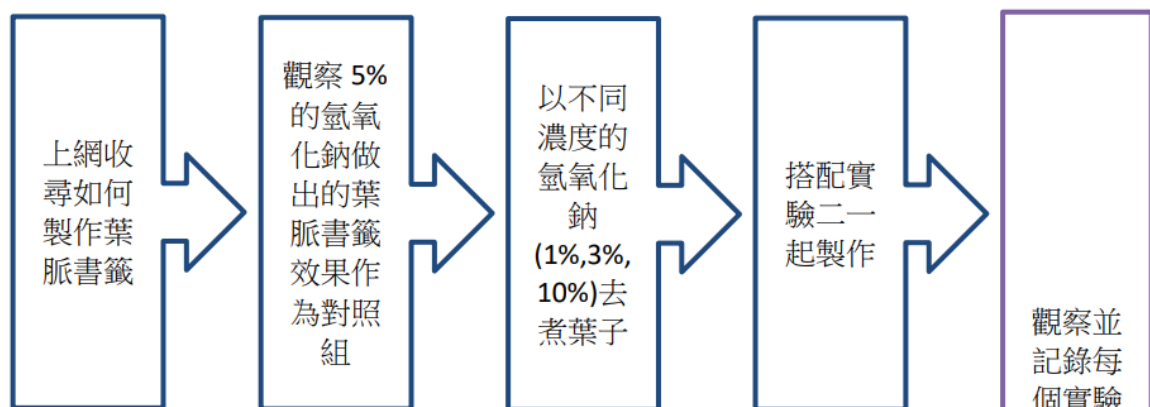 上網收
尋如何
製作葉
脈書籤
觀察 5%
的氫氧
化鈉做
出的葉
脈書籤
效果作
為對照
組
以不同
濃度的
氫氧化
鈉
(1%,3%,
10%)去
煮葉子
搭配實
驗二一
起製作
觀察並
記錄每
個實驗